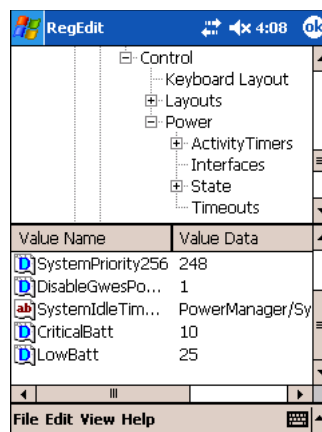 RegEdit 4:08 ok
Control
Keyboard Layout
Layouts
Power
ActivityTimers
Interfaces
State
Timeouts
Value Name Value Data
SystemPriority256 248
DisableGwesPo... 1
ab SystemIdleTim... PowerManager/Sy
CriticalBatt 10
LowBatt 25
File Edit View Help